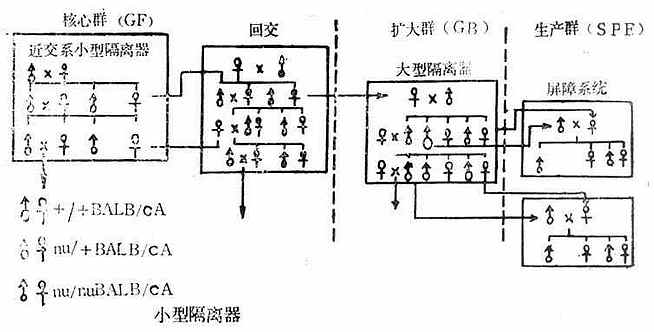 核心群(GF) 回交 扩大群(GB) 生产群(SPF)
近交系小型隔离器
大型隔离器
屏障系统
+/+BALB/cA
nu/+BALB/cA
nu/nuBALB/cA
小型隔离器